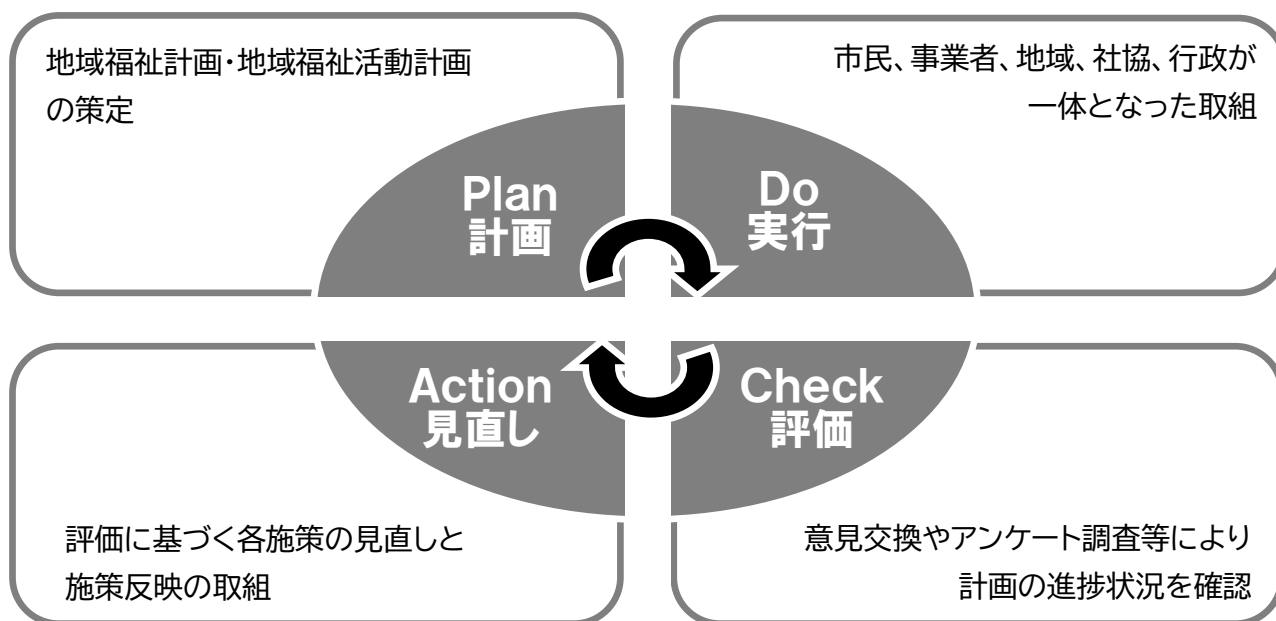 地域福祉計画・地域福祉活動計画
の策定
市民、事業者、地域、社協、行政が
一体となった取組
Plan
計画
Do
実行
Action
見直し
Check
評価
評価に基づく各施策の見直しと
施策反映の取組
意見交換やアンケート調査等により
計画の進捗状況を確認